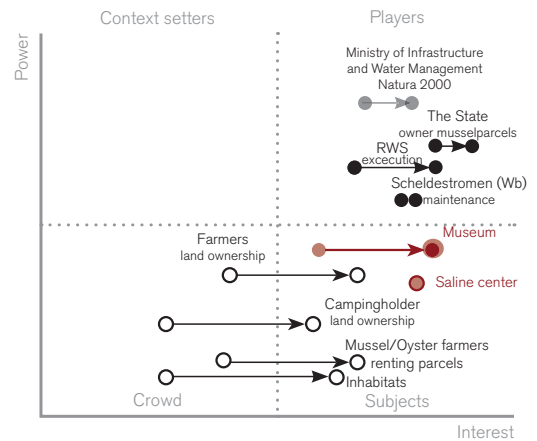 Context setters
Players
Power
Ministry of Infrastructure
and Water Management
Natura 2000
The State
owner musselparcels
RWS
excecution
Scheldestromen (Wb)
maintenance
Museum
Farmers
land ownership
Saline center
Campingholder
land ownership
Mussel/Oyster farmers
renting parcels
Inhabitats
Crowd
Subjects
Interest